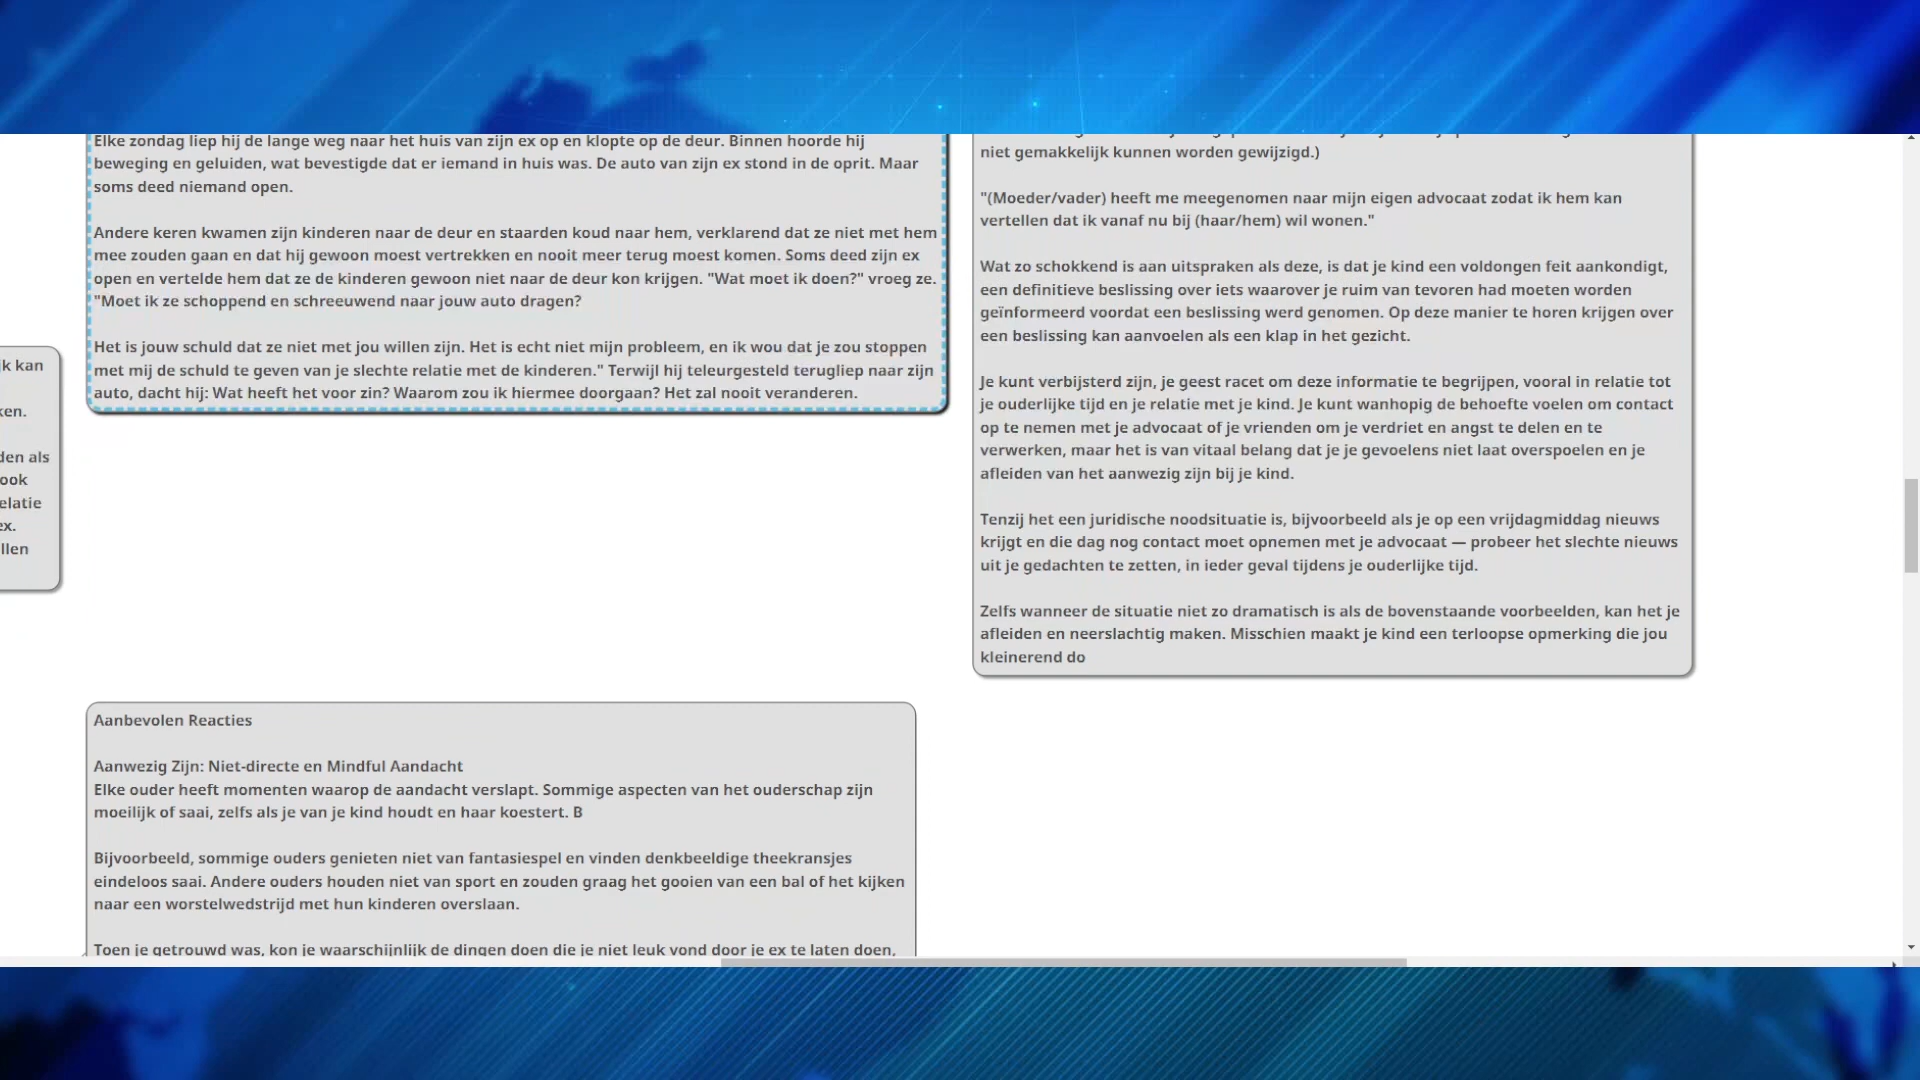 Elke zondag liep hij de lange weg naar het huis van zijn ex op en klopte op de deur. Binnen hoorde hij
beweging en geluiden, wat bevestigde dat er iemand in huis was. De auto van zijn ex stond in de oprit. Maar
soms deed niemand open.
Andere keren kwamen zijn kinderen naar de deur en staarden koud naar hem, verklarend dat ze niet met hem
mee zouden gaan en dat hij gewoon moest vertrekken en nooit meer terug moest komen. Soms deed zijn ex
open en vertelde hem dat ze de kinderen gewoon niet naar de deur kon krijgen. "Wat moet ik doen?" vroeg ze.
"Moet ik ze schoppend en schreeuwend naar jouw auto dragen?
Het is jouw schuld dat ze niet met jou willen zijn. Het is echt niet mijn probleem, en ik wou dat je zou stoppen
met mij de schuld te geven van je slechte relatie met de kinderen." Terwijl hij teleurgesteld terugliep naar zijn
auto, dacht hij: Wat heeft het voor zin? Waarom zou ik hiermee doorgaan? Het zal nooit veranderen.
jk kan
ken.
den als
ook
elatie
ex.
llen
niet gemakkelijk kunnen worden gewijzigd.)
"(Moeder/vader) heeft me meegenomen naar mijn eigen advocaat zodat ik hem kan
vertellen dat ik vanaf nu bij (haar/hem) wil wonen."
Wat zo schokkend is aan uitspraken als deze, is dat je kind een voldongen feit aankondigt,
een definitieve beslissing over iets waarover je ruim van tevoren had moeten worden
geïnformeerd voordat een beslissing werd genomen. Op deze manier te horen krijgen over
een beslissing kan aanvoelen als een klap in het gezicht.
Je kunt verbijsterd zijn, je geest racet om deze informatie te begrijpen, vooral in relatie tot
je ouderlijke tijd en je relatie met je kind. Je kunt wanhopig de behoefte voelen om contact
op te nemen met je advocaat of je vrienden om je verdriet en angst te delen en te
verwerken, maar het is van vitaal belang dat je je gevoelens niet laat overspoelen en je
afleiden van het aanwezig zijn bij je kind.
Tenzij het een juridische noodsituatie is, bijvoorbeeld als je op een vrijdagmiddag nieuws
krijgt en die dag nog contact moet opnemen met je advocaat — probeer het slechte nieuws
uit je gedachten te zetten, in ieder geval tijdens je ouderlijke tijd.
Zelfs wanneer de situatie niet zo dramatisch is als de bovenstaande voorbeelden, kan het je
afleiden en neerslachtig maken. Misschien maakt je kind een terloopse opmerking die jou
kleinerend do
Aanbevolen Reacties
Aanwezig Zijn: Niet-directe en Mindful Aandacht
Elke ouder heeft momenten waarop de aandacht verslapt. Sommige aspecten van het ouderschap zijn
moeilijk of saai, zelfs als je van je kind houdt en haar koestert. B
Bijvoorbeeld, sommige ouders genieten niet van fantasiespel en vinden denkbeeldige theekransjes
eindeloos saai. Andere ouders houden niet van sport en zouden graag het gooien van een bal of het kijken
naar een worstelwedstrijd met hun kinderen overslaan.
Toen je getrouwd was, kon je waarschijnlijk de dingen doen die je niet leuk vond door je ex te laten doen,